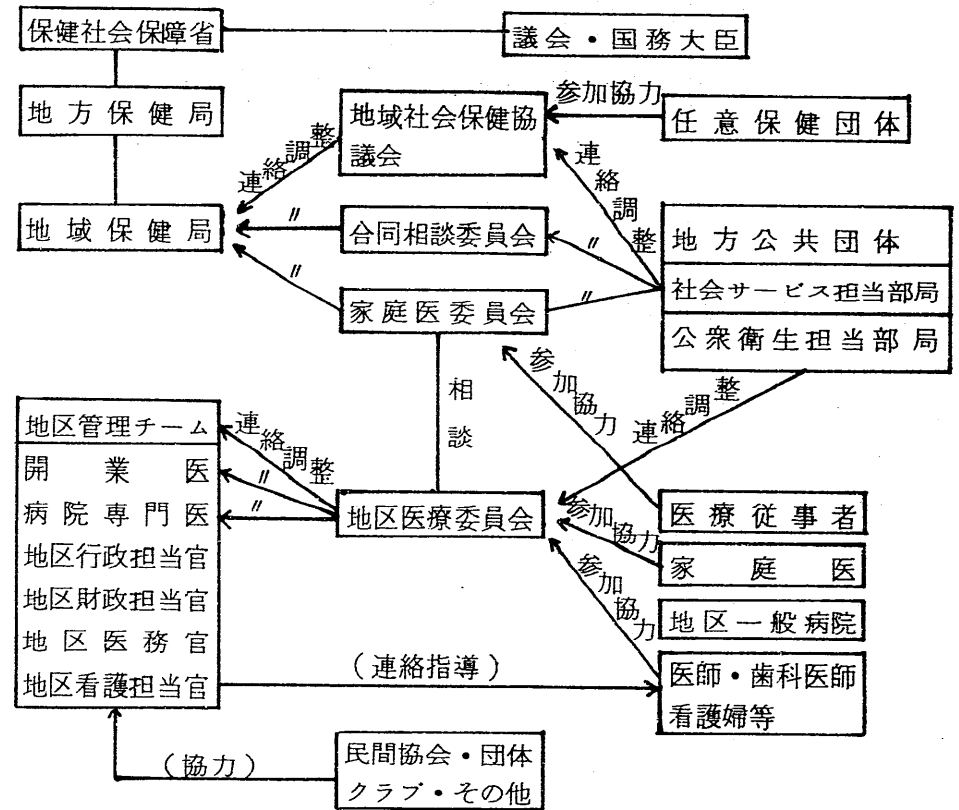 保健社会保障省
議会・国務大臣
地方保健局
地域社会保健協
議会
参加協力
任意保健団体
連絡調整
連絡調整
地域保健局
〃
合同相談委員会
〃
地方公共団体
社会サービス担当部局
公衆衛生担当部局
〃
家庭医委員会
〃
相談
参加協力
連絡調整
地区管理チーム
開業医
病院専門医
地区行政担当官
地区財政担当官
地区医務官
地区看護担当官
連絡調整
〃
〃
地区医療委員会
参加協力
参加協力
医療従事者
家庭医
地区一般病院
医師・歯科医師
看護婦等
(連絡指導)
(協力)
民間協会・団体
クラブ・その他